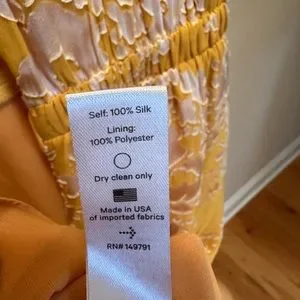 Self: 100% Silk
Lining:
100% Polyester
Dry clean only
Made in USA
of imported fabrics
RN# 149791